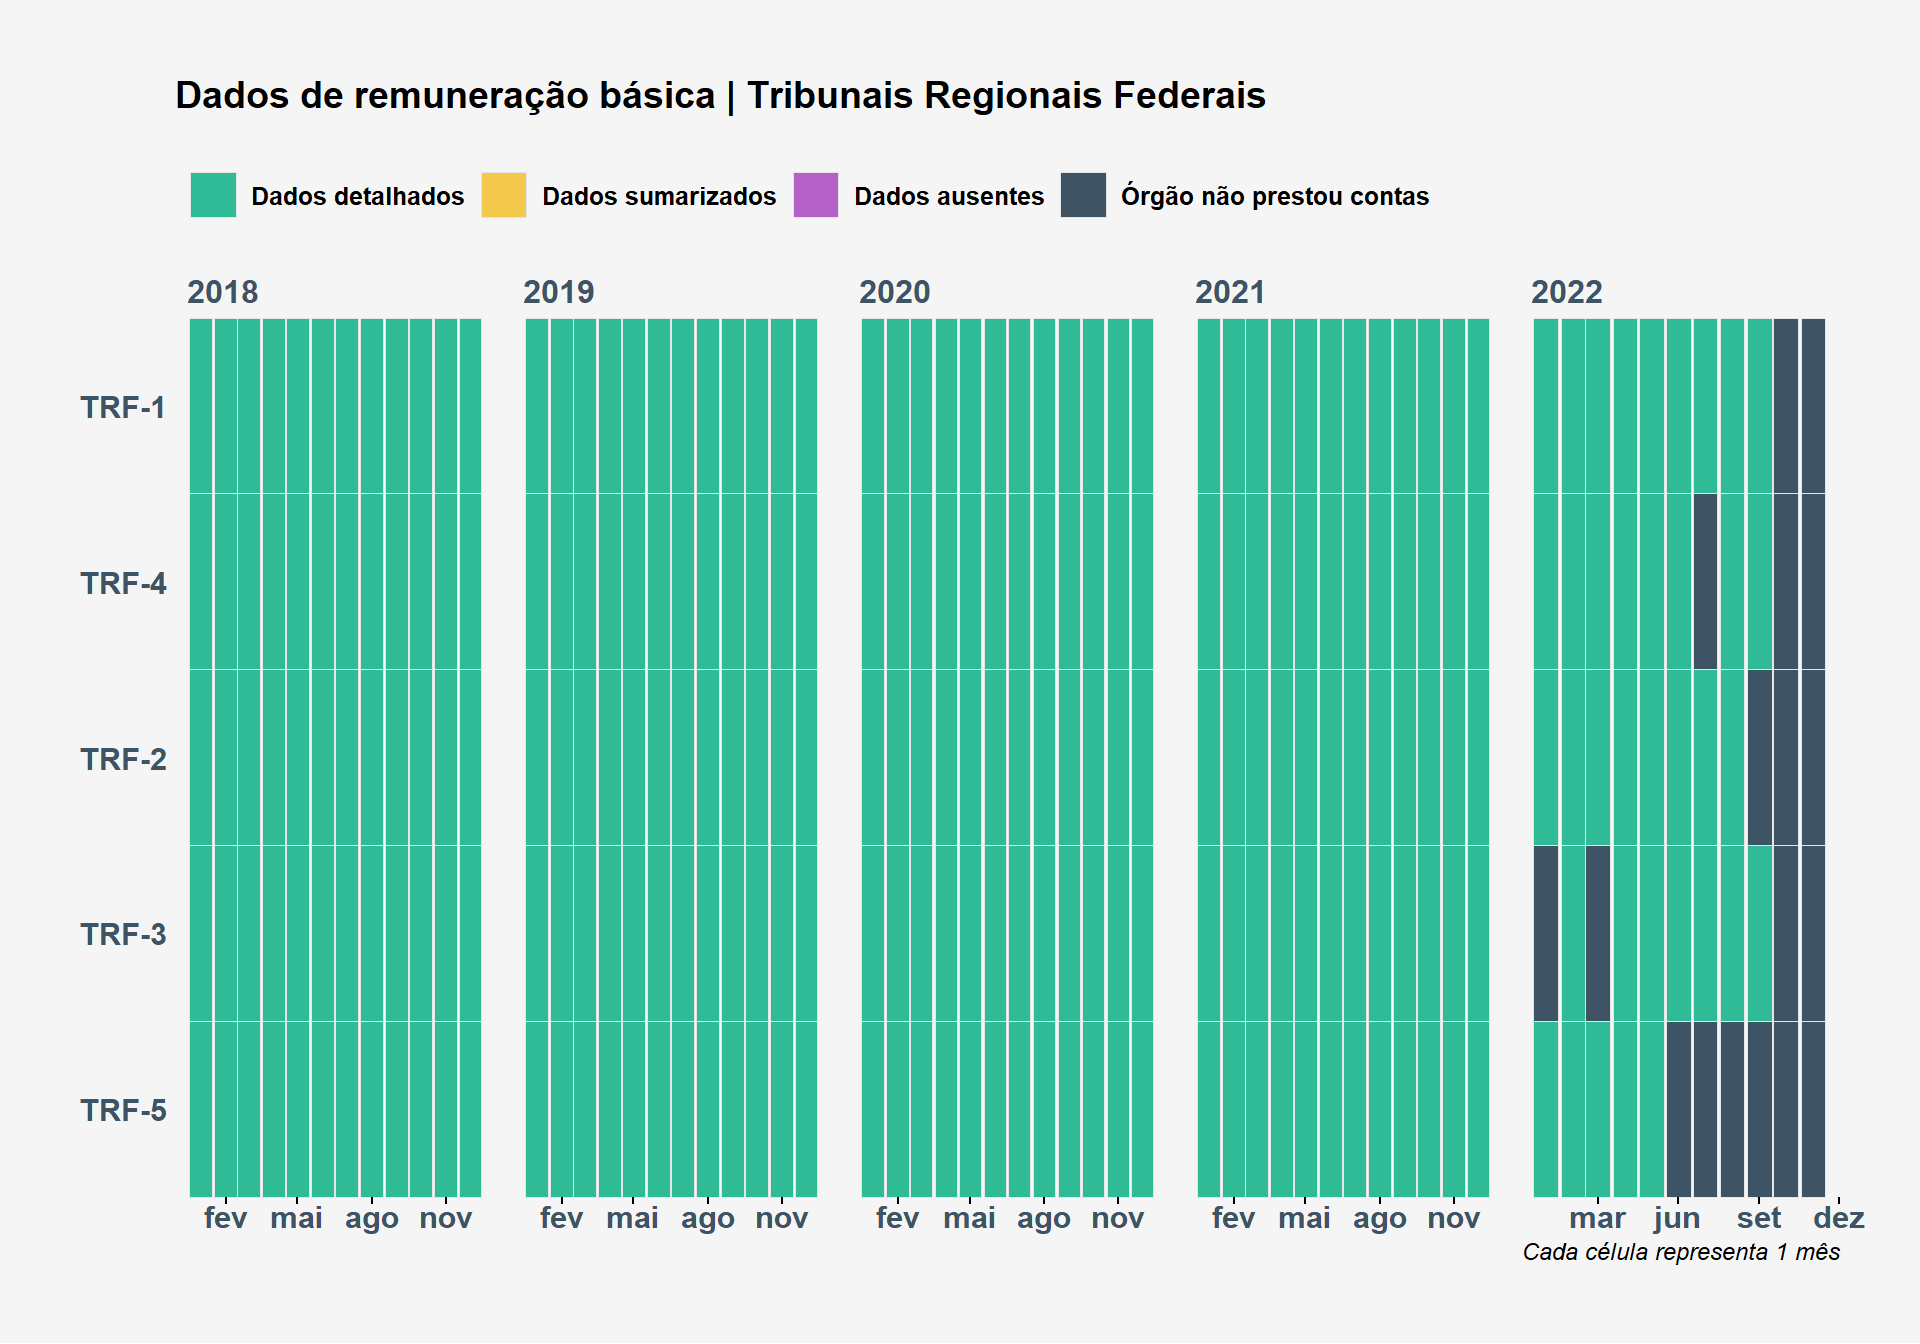 Dados de remuneração básica | Tribunais Regionais Federais
Dados detalhados Dados sumarizados Dados ausentes Órgão não prestou contas
2018 2019 2020 2021 2022
TRF-1
TRF-4
TRF-2
TRF-3
TRF-5
fev mai ago nov fev mai ago nov fev mai ago nov fev mai ago nov mar jun set dez
Cada célula representa 1 mês